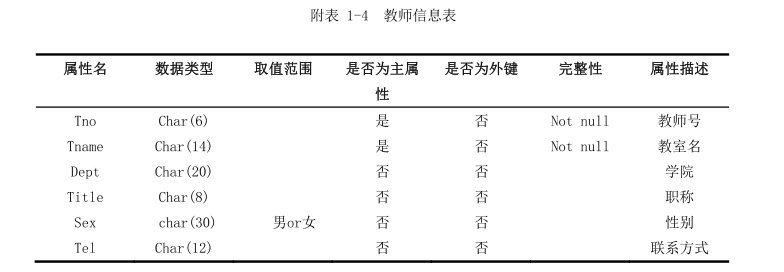 附表 1-4 教师信息表
属性名 数据类型 取值范围 是否为主属性 是否为外键 完整性 属性描述
Tno Char(6) 是 否 Not null 教师号
Tname Char(14) 是 否 Not null 教室名
Dept Char(20) 否 否 学院
Title Char(8) 否 否 职称
Sex char(30) 男or女 否 否 性别
Tel Char(12) 否 否 联系方式